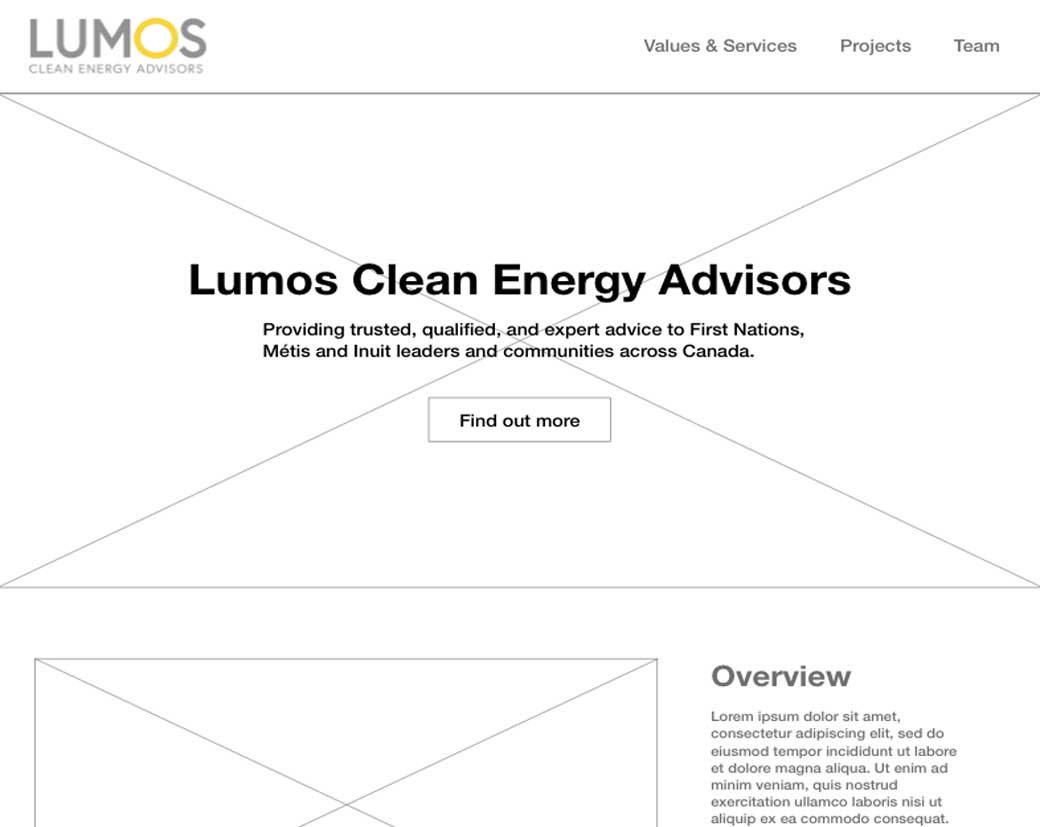 LUMOS
CLEAN ENERGY ADVISORS
Values & Services
Projects
Team
Lumos Clean Energy Advisors
Providing trusted, qualified, and expert advice to First Nations,
Métis and Inuit leaders and communities across Canada.
Find out more
Overview
Lorem ipsum dolor sit amet,
consectetur adipiscing elit, sed do
eiusmod tempor incididunt ut labore
et dolore magna aliqua. Ut enim ad
minim veniam, quis nostrud
exercitation ullamco laboris nisi ut
aliquip ex ea commodo consequat.